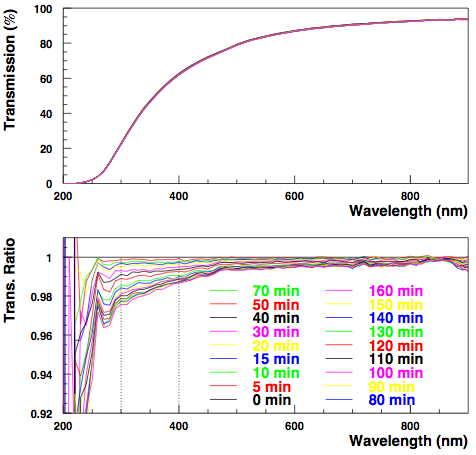 Transmission (%)
100
80
60
40
20
0
200
400
600
800
Wavelength (nm)
Trans. Ratio
1
0.98
0.96
0.94
0.92
70 min
160 min
50 min
150 min
40 min
140 min
30 min
130 min
20 min
120 min
15 min
110 min
10 min
100 min
5 min
90 min
0 min
80 min
200
400
600
800
Wavelength (nm)